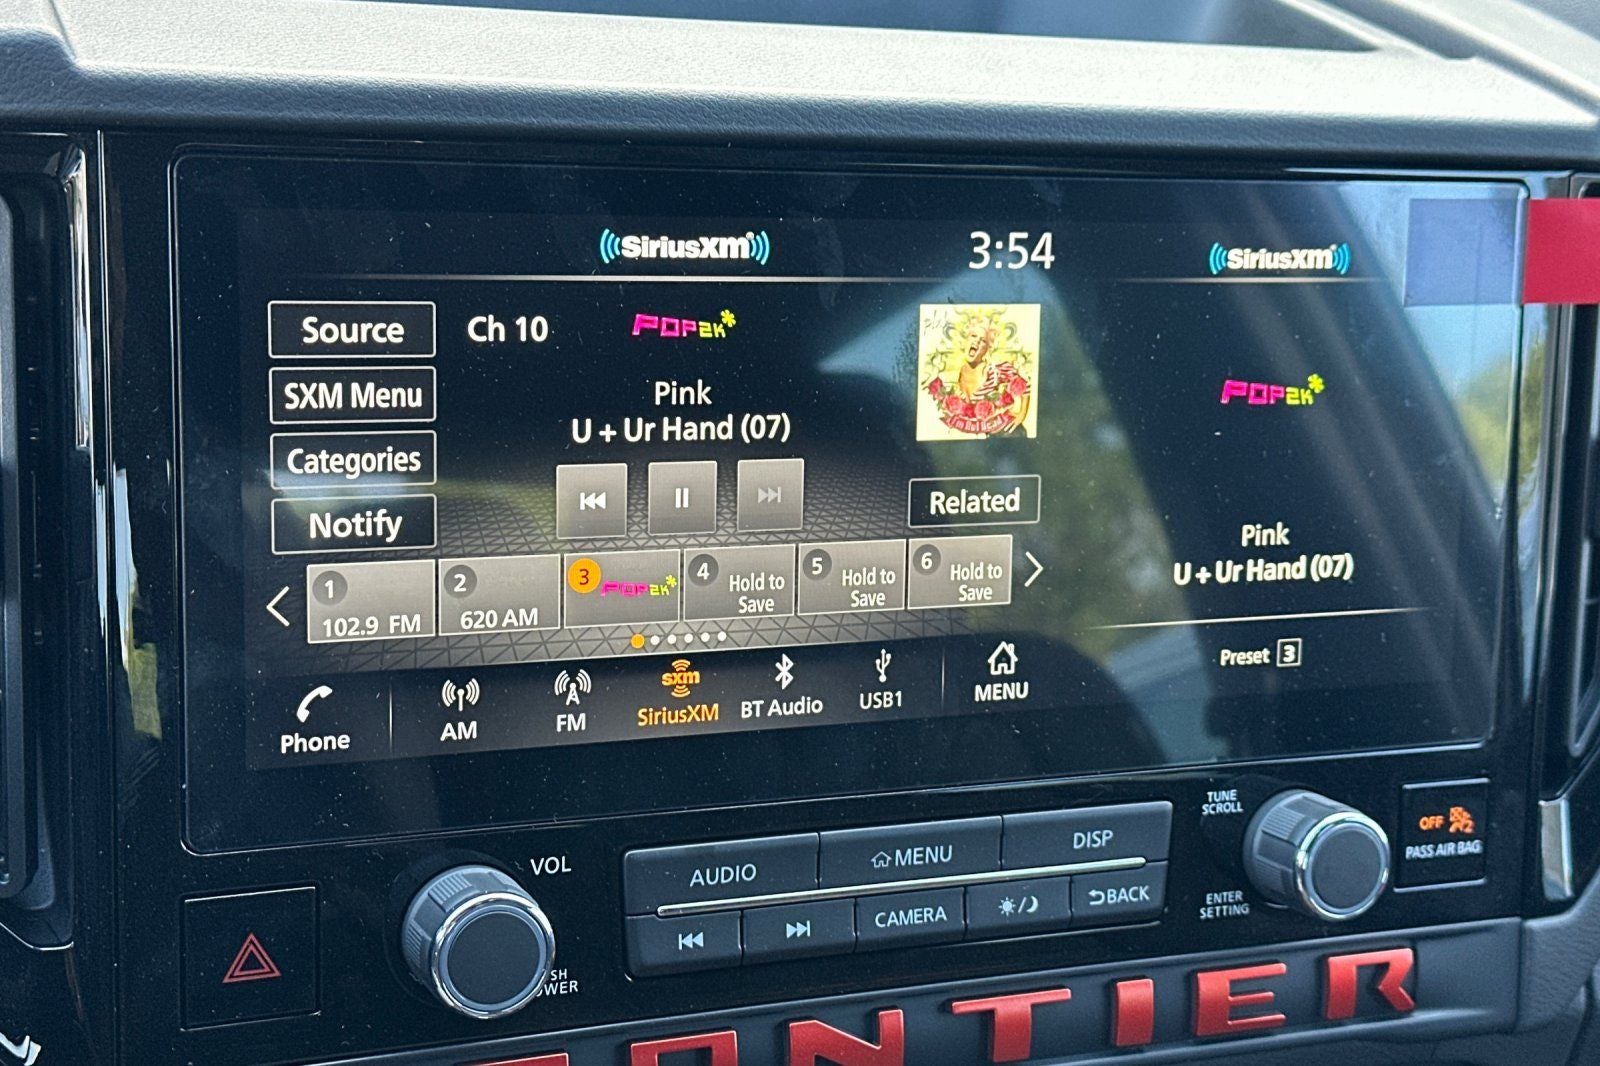 SiriusXM
3:54
SiriusXM
Source
Ch 10
POP2K*
SXM Menu
Pink
U + Ur Hand (07)
Categories
Notify
Related
POP2K*
Pink
U + Ur Hand (07)
Preset 3
1
102.9 FM
2
620 AM
3
POP2K*
4
Hold to
Save
5
Hold to
Save
6
Hold to
Save
Phone
AM
FM
sxm
SiriusXM
BT Audio
USB1
MENU
VOL
AUDIO
MENU
DISP
TUNE
SCROLL
OFF
2
PASS AIR BAG
CAMERA
BACK
ENTER
SETTING